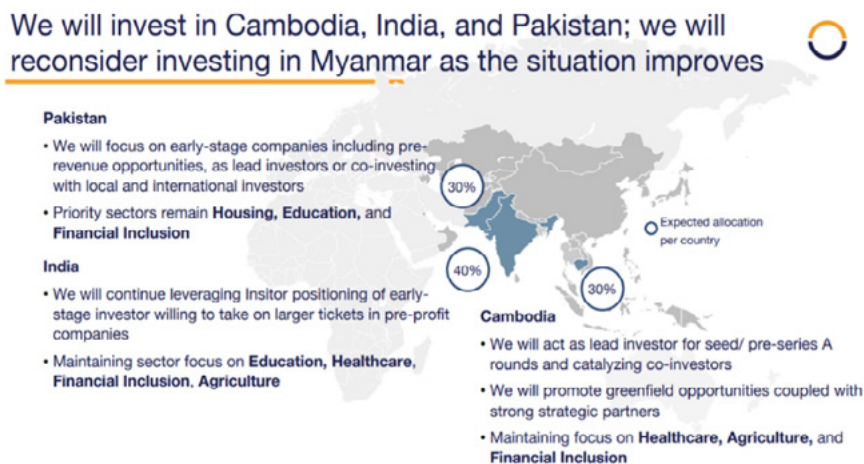 We will invest in Cambodia, India, and Pakistan; we will
reconsider investing in Myanmar as the situation improves
Pakistan
• We will focus on early-stage companies including pre-
revenue opportunities, as lead investors or co-investing
with local and international investors
• Priority sectors remain Housing, Education, and
Financial Inclusion
India
• We will continue leveraging Insitor positioning of early-
stage investor willing to take on larger tickets in pre-profit
companies
• Maintaining sector focus on Education, Healthcare,
Financial Inclusion, Agriculture
30%
40%
30%
Expected allocation
per country
Cambodia
• We will act as lead investor for seed/ pre-series A
rounds and catalyzing co-investors
• We will promote greenfield opportunities coupled with
strong strategic partners
• Maintaining focus on Healthcare, Agriculture, and
Financial Inclusion